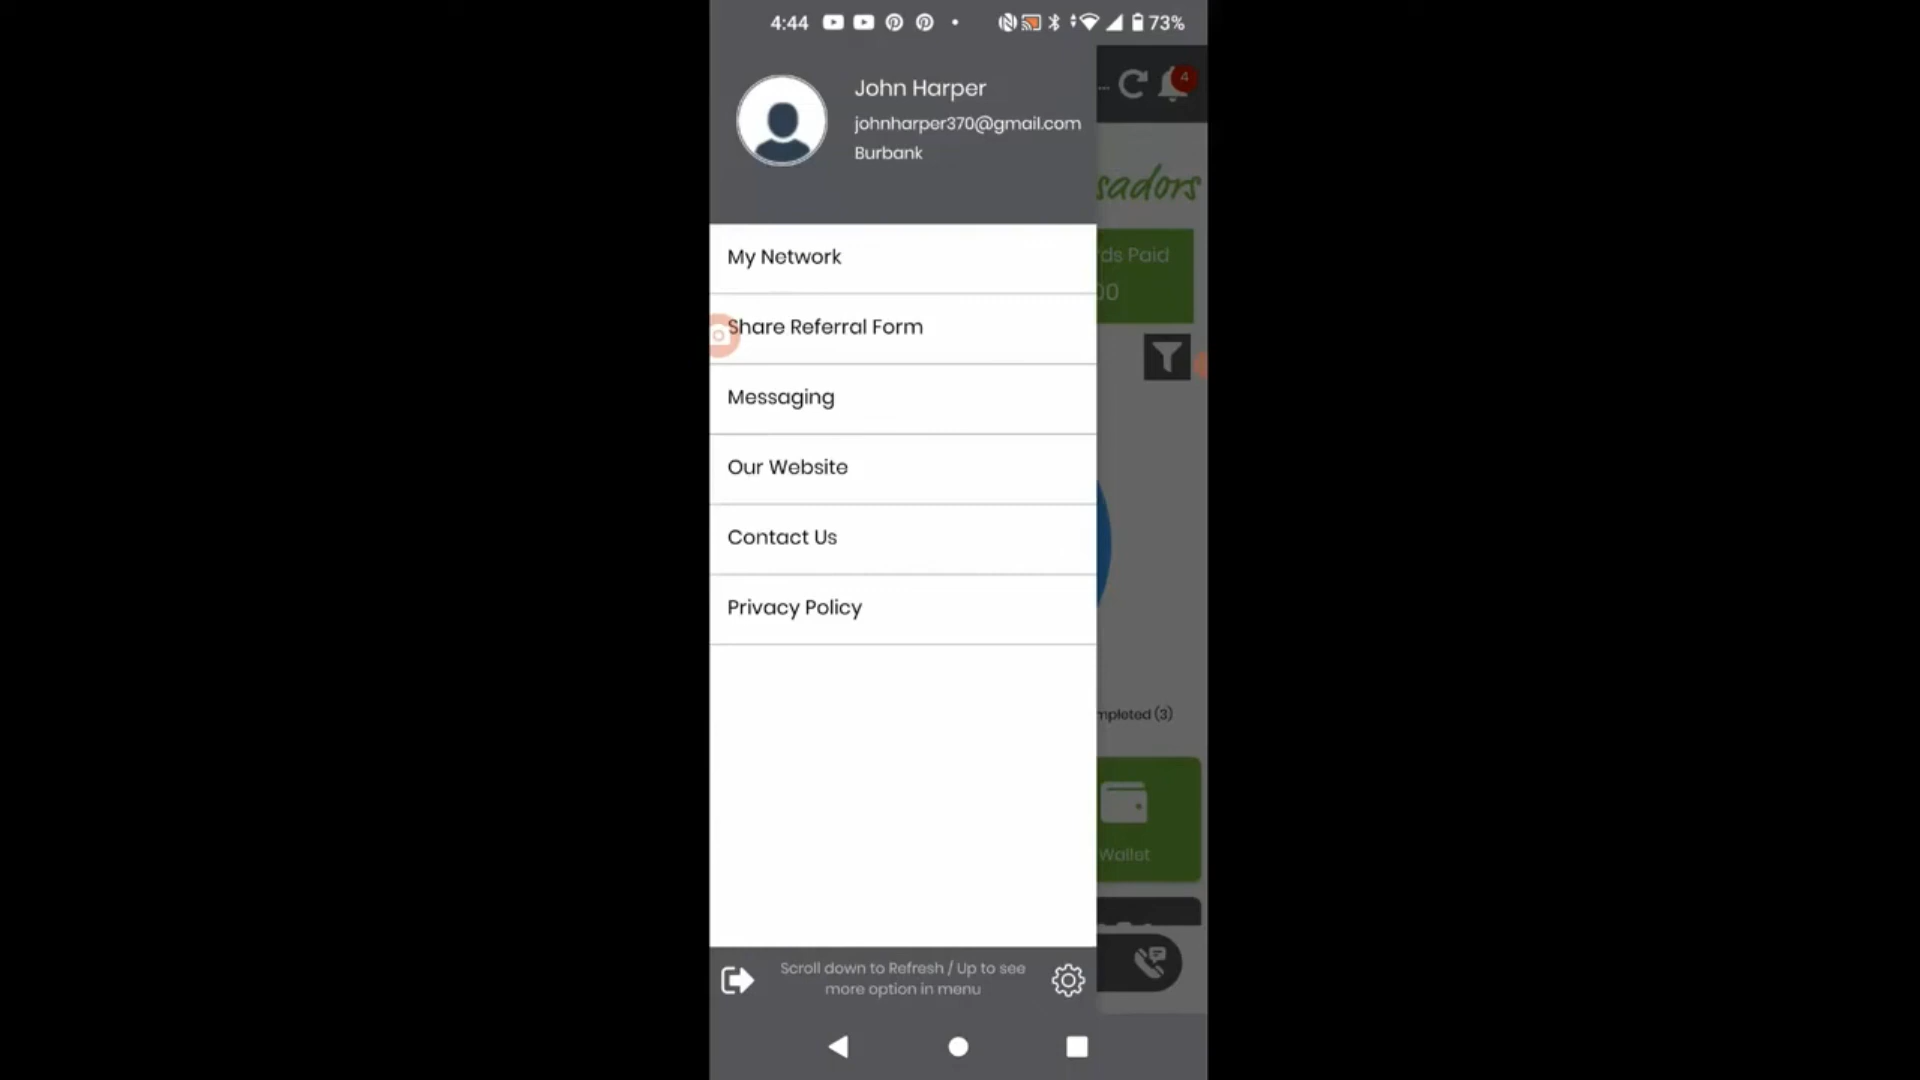 4:44
73%
John Harper
johnharper370@gmail.com
Burbank
...
4
sadors
My Network
ds Paid
00
Share Referral Form
Messaging
Our Website
Contact Us
Privacy Policy
mpleted (3)
Wallet
Scroll down to Refresh / Up to see
more option in menu